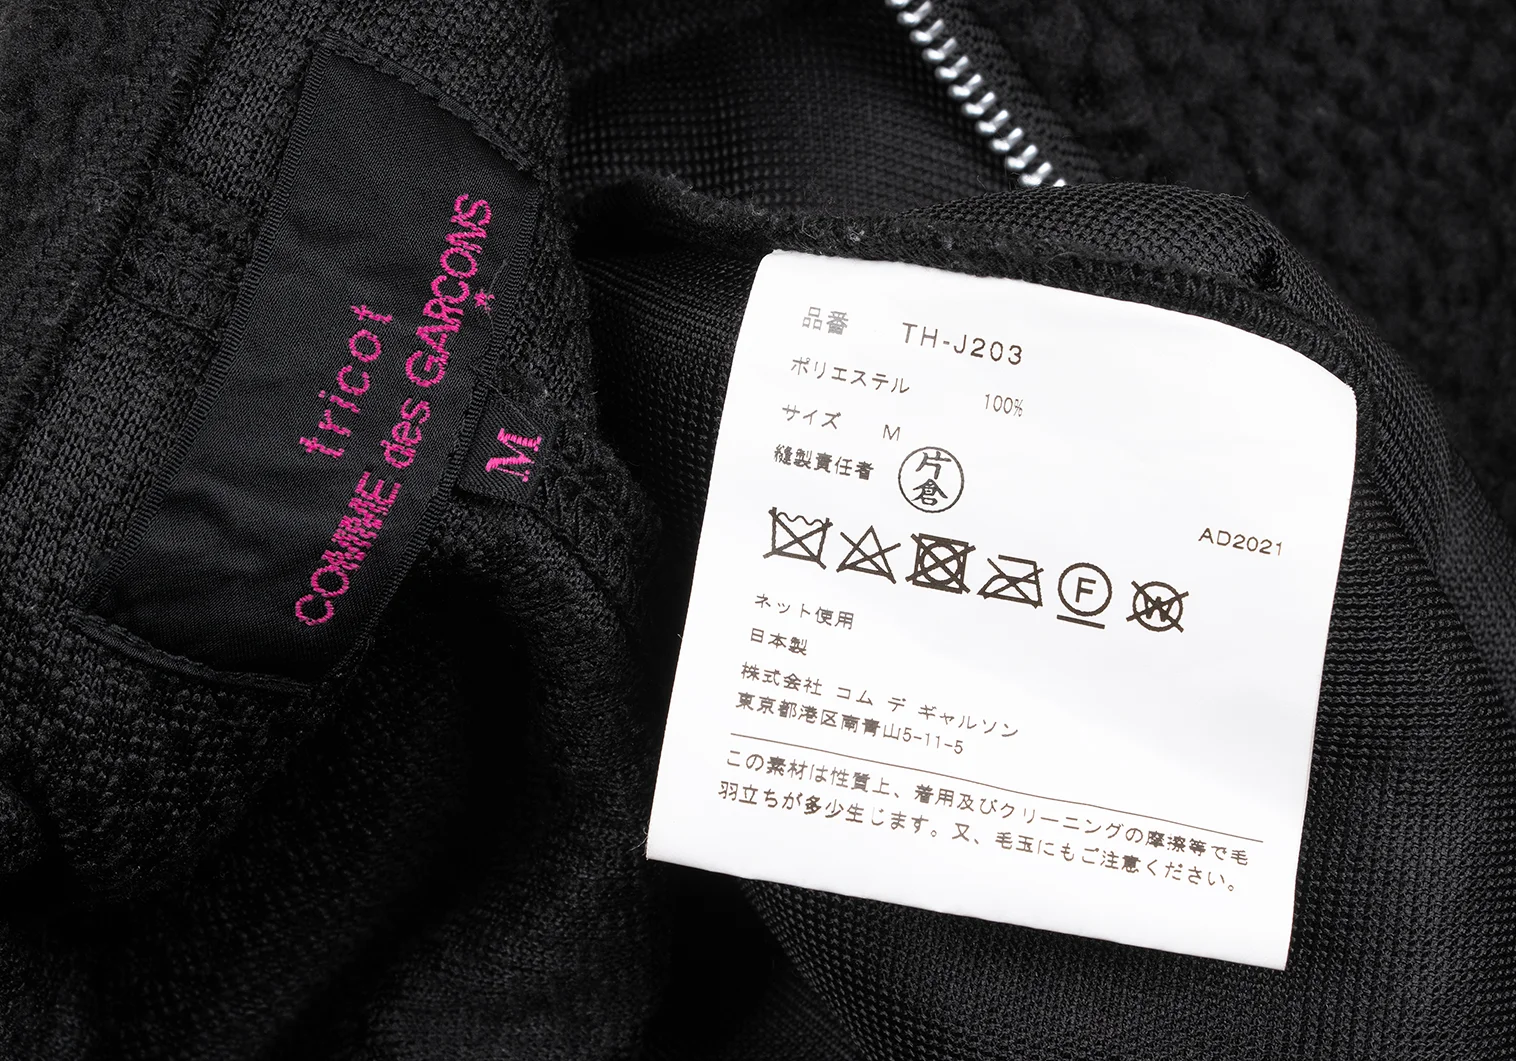 tricot
COMME des GARÇONS
M
品番 TH-J203
ポリエステル 100%
サイズ M
縫製責任者 片倉
AD2021
F
W
ネット使用
日本製
株式会社 コム デ ギャルソン
東京都港区南青山5-11-5
この素材は性質上、着用及びクリーニングの摩擦等で毛
羽立ちが多少生じます。又、毛玉にもご注意ください。